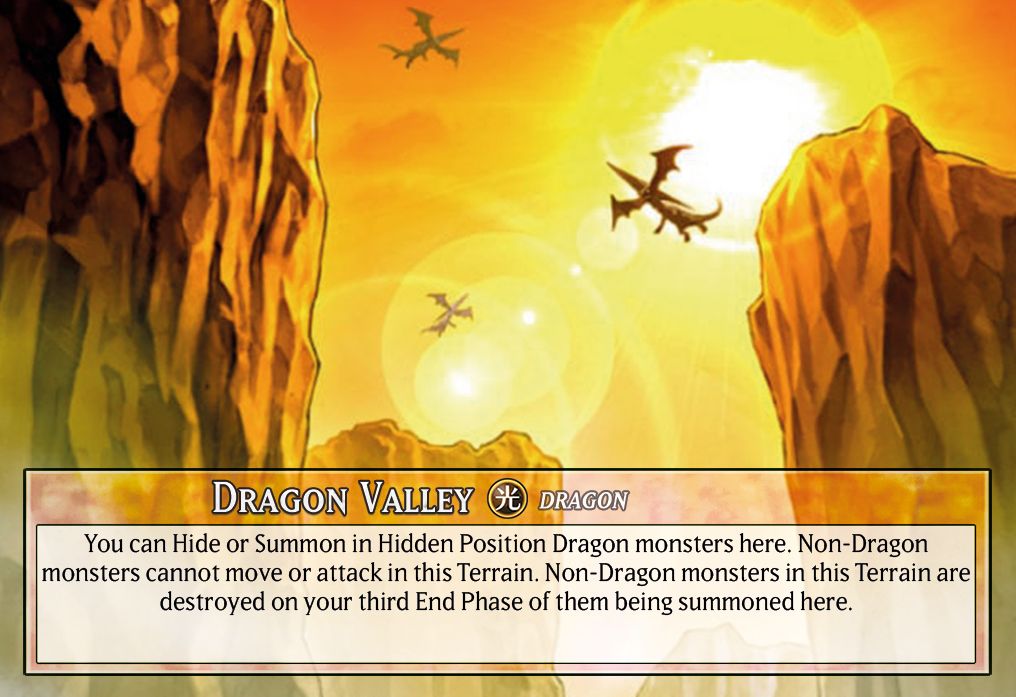 Dragon Valley 光 DRAGON
You can Hide or Summon in Hidden Position Dragon monsters here. Non-Dragon
monsters cannot move or attack in this Terrain. Non-Dragon monsters in this Terrain are
destroyed on your third End Phase of them being summoned here.